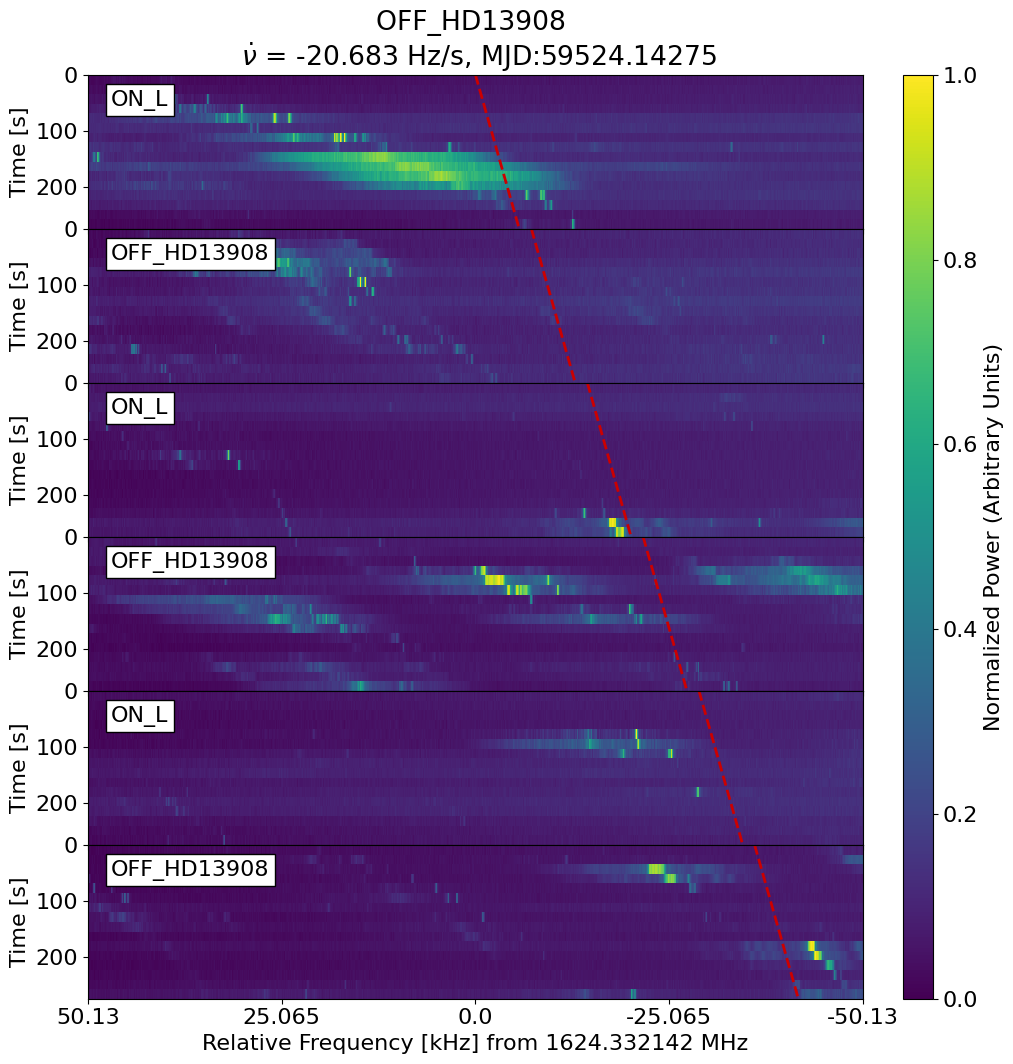 OFF_HD13908
ν̇ = -20.683 Hz/s, MJD:59524.14275
ON_L
OFF_HD13908
ON_L
OFF_HD13908
ON_L
OFF_HD13908
Time [s]
0
100
200
Time [s]
0
100
200
Time [s]
0
100
200
Time [s]
0
100
200
Time [s]
0
100
200
Time [s]
0
100
200
50.13
25.065
0.0
-25.065
-50.13
Relative Frequency [kHz] from 1624.332142 MHz
1.0
0.8
0.6
0.4
0.2
0.0
Normalized Power (Arbitrary Units)